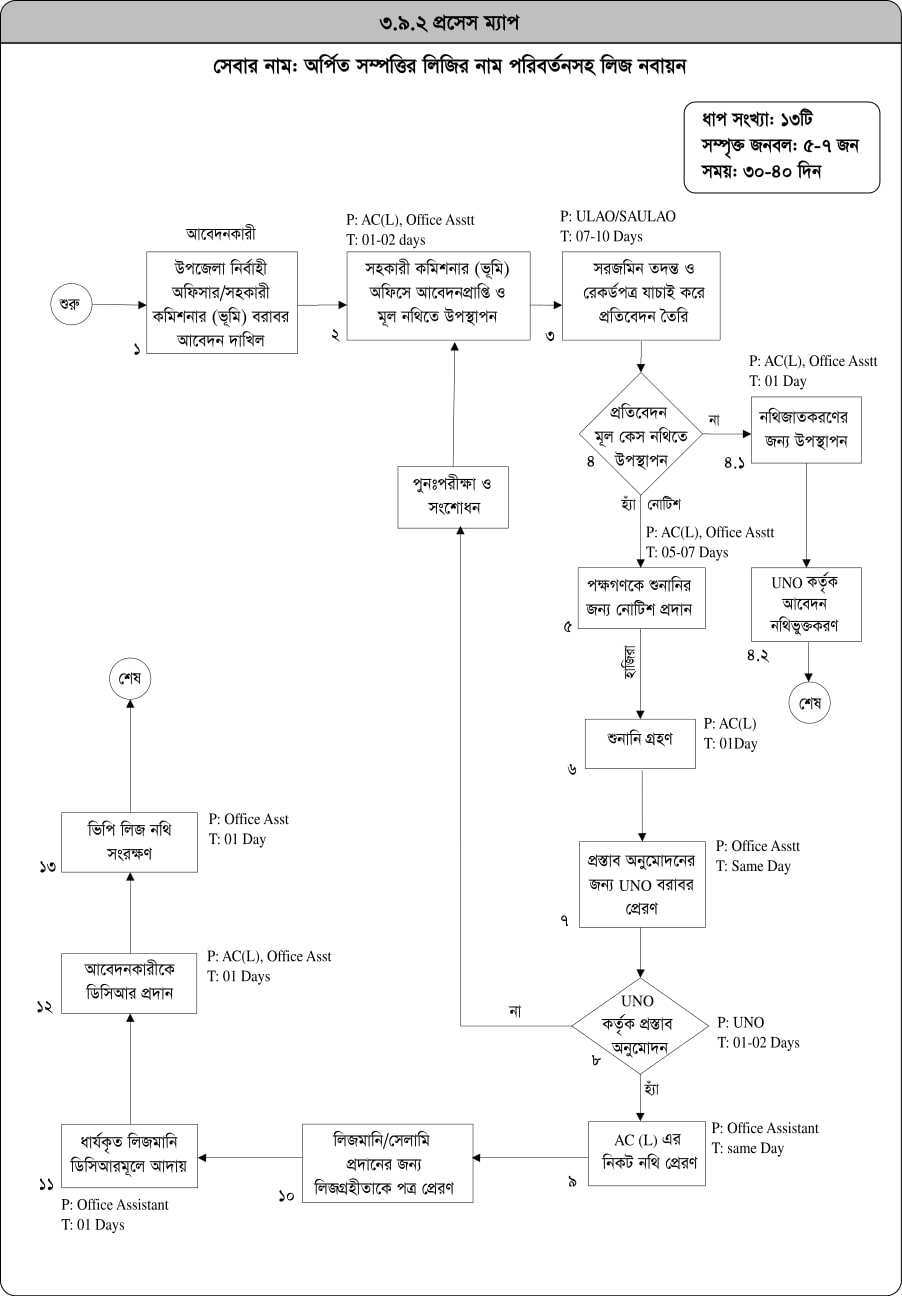 ৩.৯.২ প্রসেস ম্যাপ
সেবার নাম: অর্পিত সম্পত্তির লিজির নাম পরিবর্তনসহ লিজ নবায়ন
ধাপ সংখ্যা: ১৩টি
সম্পৃক্ত জনবল: ৫-৭ জন
সময়: ৩০-৪০ দিন
শুরু
আবেদনকারী
উপজেলা নির্বাহী
অফিসার/সহকারী
কমিশনার (ভূমি) বরাবর
আবেদন দাখিল
১
P: AC(L), Office Asstt
T: 01-02 days
সহকারী কমিশনার (ভূমি)
অফিসে আবেদনপ্রাপ্তি ও
মূল নথিতে উপস্থাপন
২
P: ULAO/SAULAO
T: 07-10 Days
সরজমিন তদন্ত ও
রেকর্ডপত্র যাচাই করে
প্রতিবেদন তৈরি
৩
প্রতিবেদন
মূল কেস নথিতে
উপস্থাপন
৪
না
P: AC(L), Office Asstt
T: 01 Day
নথিজাতকরণের
জন্য উপস্থাপন
৪.১
UNO কর্তৃক
আবেদন
নথিভুক্তকরণ
৪.২
শেষ
পুনঃপরীক্ষা ও
সংশোধন
হ্যাঁ নোটিশ
P: AC(L), Office Asstt
T: 05-07 Days
পক্ষগণকে শুনানির
জন্য নোটিশ প্রদান
৫
হাজিরা
P: AC(L)
T: 01Day
শুনানি গ্রহণ
৬
P: Office Asstt
T: Same Day
প্রস্তাব অনুমোদনের
জন্য UNO বরাবর
প্রেরণ
৭
UNO
কর্তৃক প্রস্তাব
অনুমোদন
৮
না
P: UNO
T: 01-02 Days
হ্যাঁ
AC (L) এর
নিকট নথি প্রেরণ
৯
P: Office Assistant
T: same Day
লিজমানি/সেলামি
প্রদানের জন্য
লিজগ্রহীতাকে পত্র প্রেরণ
১০
ধার্যকৃত লিজমানি
ডিসিআরমূলে আদায়
১১
P: Office Assistant
T: 01 Days
আবেদনকারীকে
ডিসিআর প্রদান
১২
P: AC(L), Office Asst
T: 01 Days
ভিপি লিজ নথি
সংরক্ষণ
১৩
P: Office Asst
T: 01 Day
শেষ